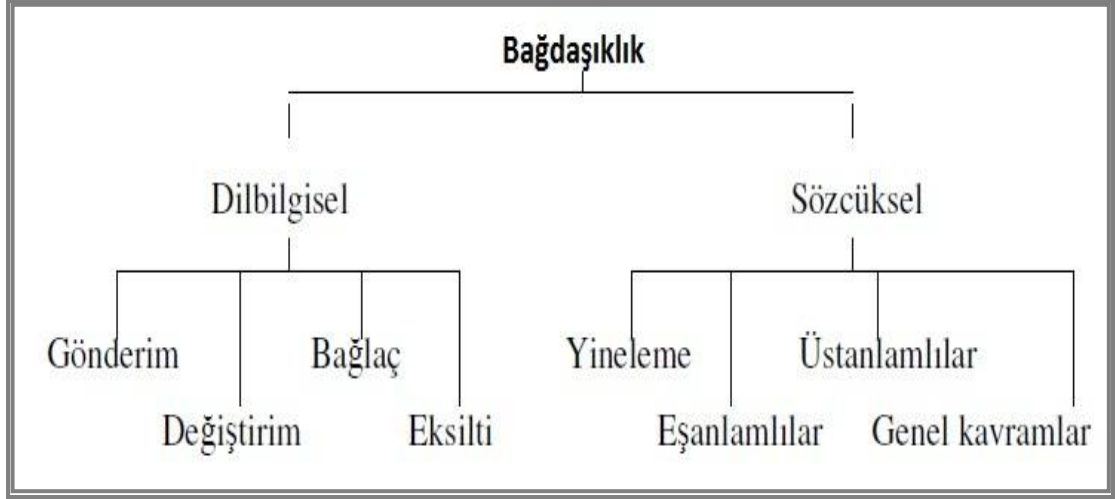 Bağdaşıklık
Dilbilgisel Sözcüksel
Gönderim Bağlaç Yineleme Üstanlamlılar
Değiştirim Eksilti Eşanlamlılar Genel kavramlar